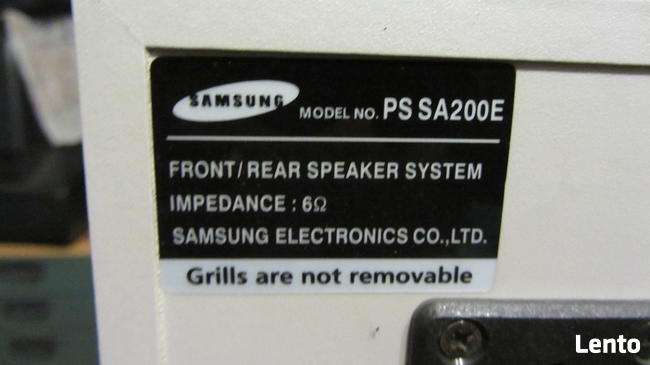 SAMSUNG MODEL NO. PS SA200E
FRONT/REAR SPEAKER SYSTEM
IMPEDANCE : 6Ω
SAMSUNG ELECTRONICS CO.,LTD.
Grills are not removable
Lento